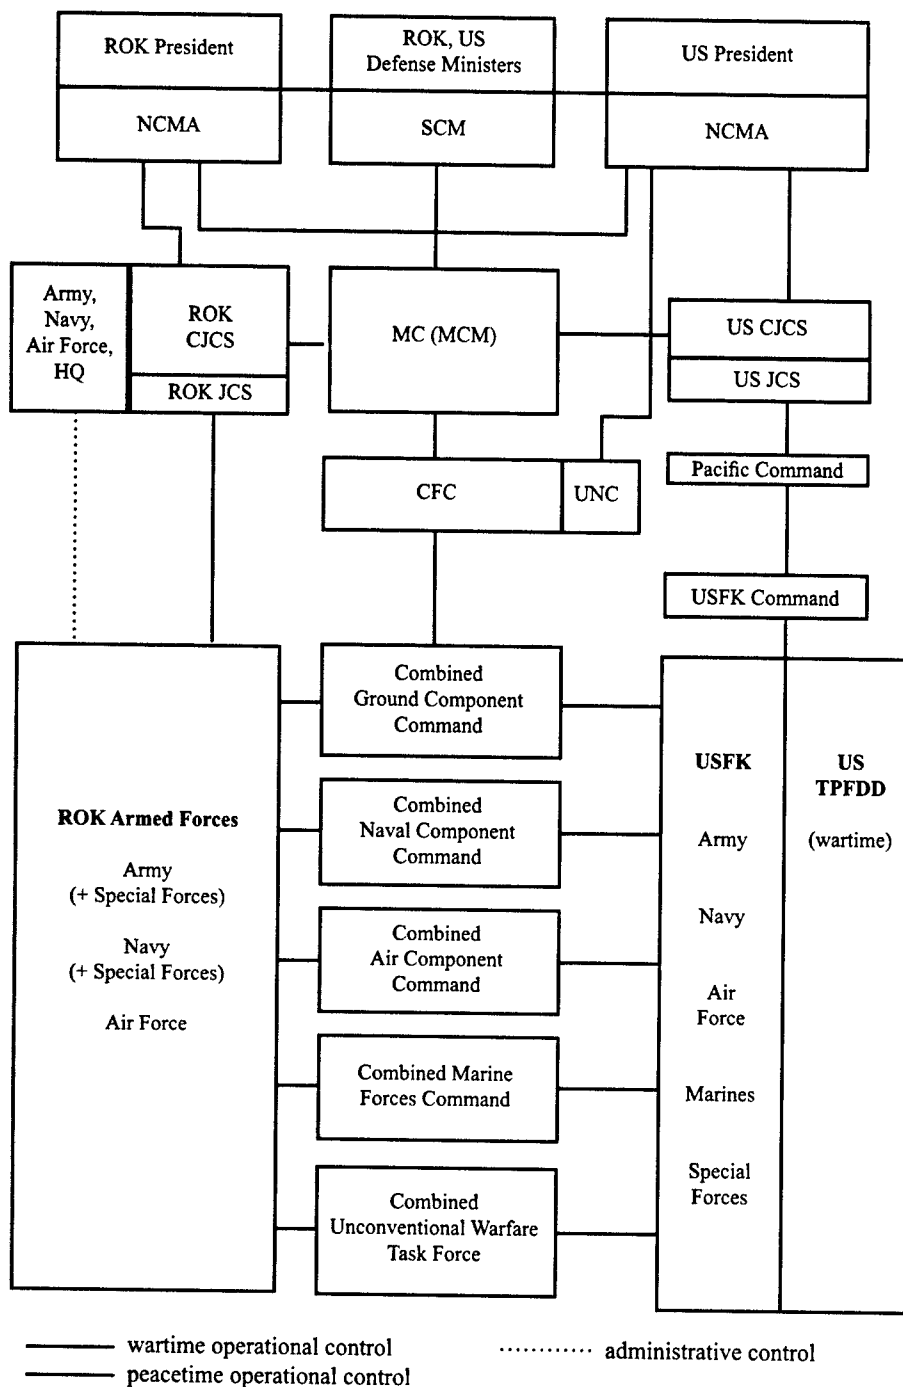 ROK President
NCMA
ROK, US
Defense Ministers
SCM
US President
NCMA
Army,
Navy,
Air Force,
HQ
ROK
CJCS
ROK JCS
MC (MCM)
US CJCS
US JCS
CFC
UNC
Pacific Command
USFK Command
ROK Armed Forces
Army
(+ Special Forces)
Navy
(+ Special Forces)
Air Force
Combined
Ground Component
Command
Combined
Naval Component
Command
Combined
Air Component
Command
Combined Marine
Forces Command
Combined
Unconventional Warfare
Task Force
USFK
Army
Navy
Air
Force
Marines
Special
Forces
US
TPFDD
(wartime)
wartime operational control
peacetime operational control
administrative control